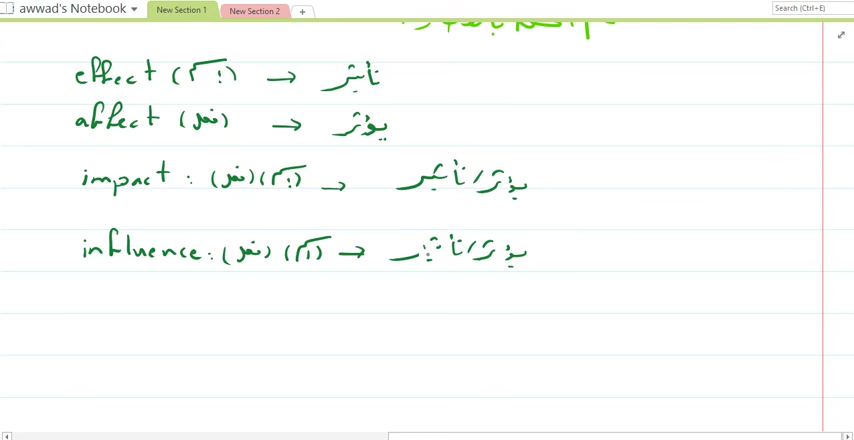 awwad's Notebook
New Section 1
New Section 2
Search (Ctrl+E)
effect (اسم) → تأثير
affect (فعل) → يؤثر
impact : (فعل) (اسم) → يؤثر / تأثير
influence : (فعل) (اسم) → يؤثر / تأثير